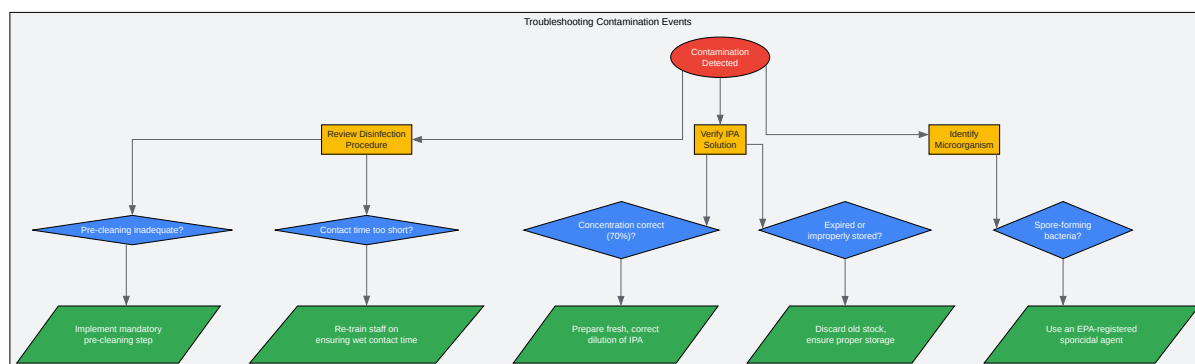 Troubleshooting Contamination Events
Contamination
Detected
Review Disinfection
Procedure
Verify IPA
Solution
Identify
Microorganism
Pre-cleaning inadequate?
Contact time too short?
Concentration correct
(70%)?
Expired or
improperly stored?
Spore-forming
bacteria?
Implement mandatory
pre-cleaning step
Re-train staff on
ensuring wet contact time
Prepare fresh, correct
dilution of IPA
Discard old stock,
ensure proper storage
Use an EPA-registered
sporicidal agent